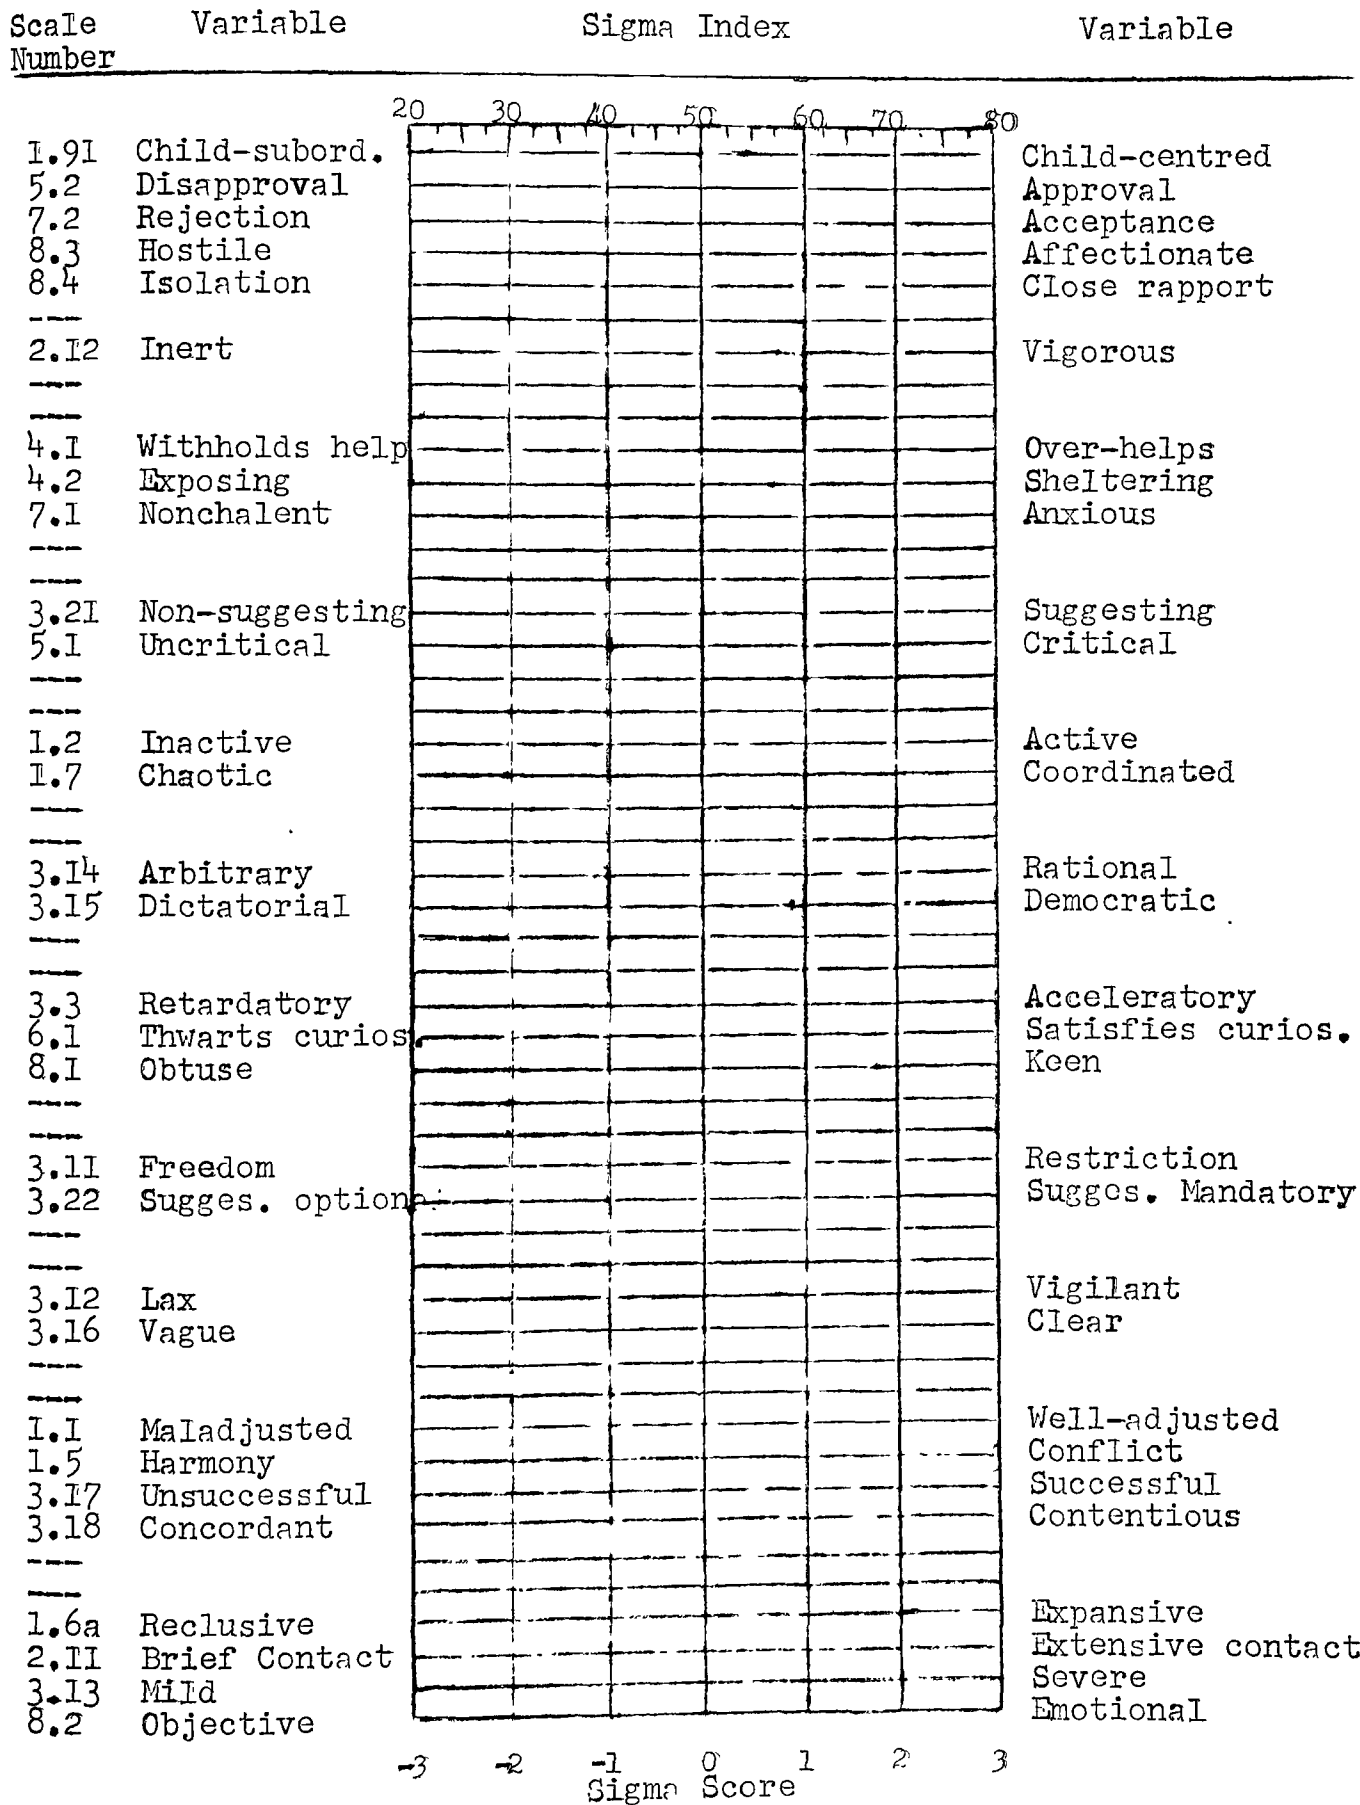 Scale Variable Sigma Index Variable
Number
20 30 40 50 60 70 80
1.91 Child-subord. Child-centred
5.2 Disapproval Approval
7.2 Rejection Acceptance
8.3 Hostile Affectionate
8.4 Isolation Close rapport
---
2.12 Inert Vigorous
---
---
4.1 Withholds help Over-helps
4.2 Exposing Sheltering
7.1 Nonchalent Anxious
---
---
3.21 Non-suggesting Suggesting
5.1 Uncritical Critical
---
---
1.2 Inactive Active
1.7 Chaotic Coordinated
---
---
3.14 Arbitrary Rational
3.15 Dictatorial Democratic
---
---
3.3 Retardatory Acceleratory
6.1 Thwarts curios. Satisfies curios.
8.1 Obtuse Keen
---
---
3.11 Freedom Restriction
3.22 Sugges. option Sugges. Mandatory
---
---
3.12 Lax Vigilant
3.16 Vague Clear
---
---
1.1 Maladjusted Well-adjusted
1.5 Harmony Conflict
3.17 Unsuccessful Successful
3.18 Concordant Contentious
---
---
1.6a Reclusive Expansive
2.11 Brief Contact Extensive contact
3.13 Mild Severe
8.2 Objective Emotional
-3 -2 -1 0 1 2 3
Sigma Score